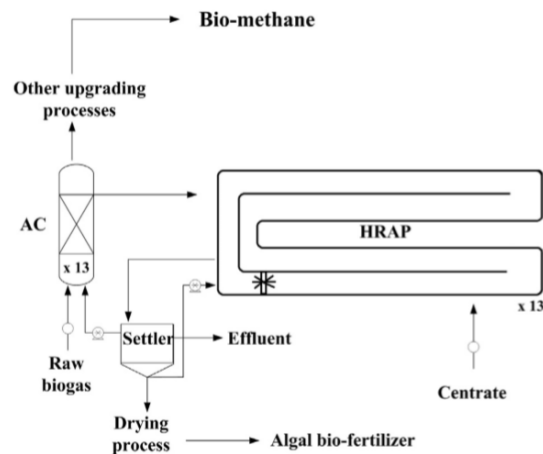 Bio-methane
Other upgrading
processes
AC
x 13
HRAP
x 13
Settler
Effluent
Raw
biogas
Centrate
Drying
process
Algal bio-fertilizer